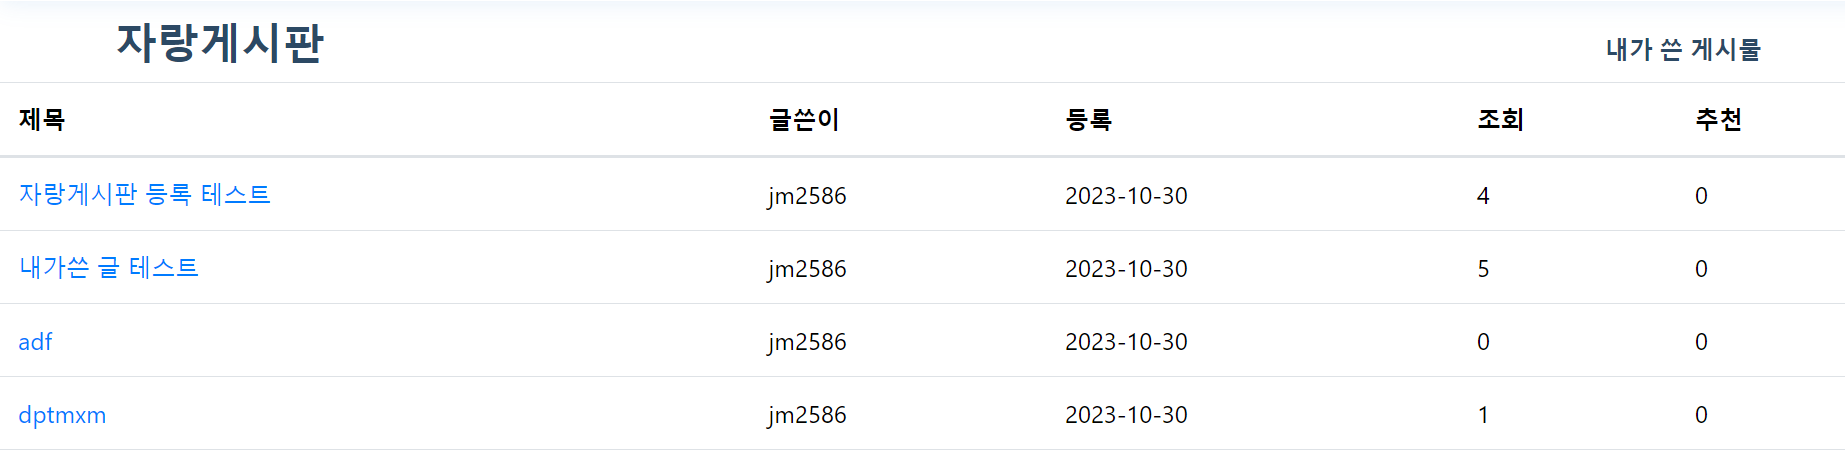 자랑게시판 내가 쓴 게시물
제목 글쓴이 등록 조회 추천
자랑게시판 등록 테스트 jm2586 2023-10-30 4 0
내가쓴 글 테스트 jm2586 2023-10-30 5 0
adf jm2586 2023-10-30 0 0
dptmxm jm2586 2023-10-30 1 0